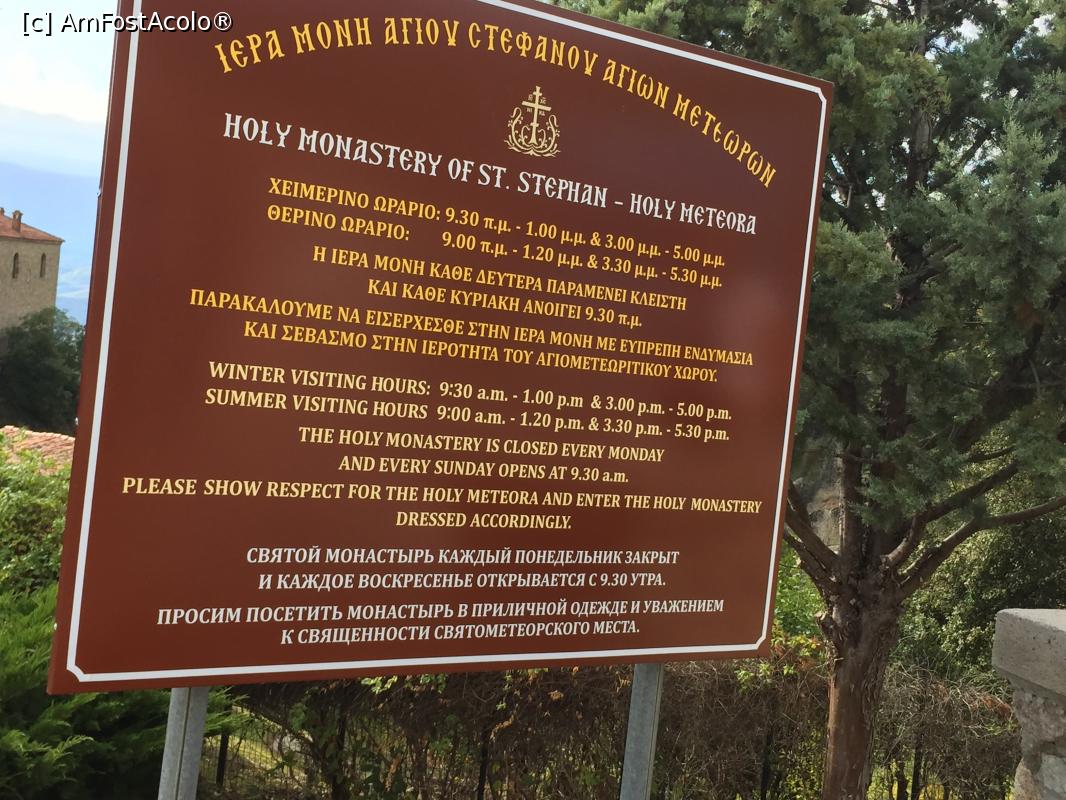 [c] AmFostAcolo®
ΙΕΡΑ ΜΟΝΗ ΑΓΙΟΥ ΣΤΕΦΑΝΟΥ ΑΓΙΩΝ ΜΕΤΕΩΡΩΝ
HOLY MONASTERY OF ST. STEPHAN - HOLY METEORA
ΧΕΙΜΕΡΙΝΟ ΩΡΑΡΙΟ: 9.30 π.μ. - 1.00 μ.μ. & 3.00 μ.μ. - 5.00 μ.μ.
ΘΕΡΙΝΟ ΩΡΑΡΙΟ: 9.00 π.μ. - 1.20 μ.μ. & 3.30 μ.μ. - 5.30 μ.μ.
Η ΙΕΡΑ ΜΟΝΗ ΚΑΘΕ ΔΕΥΤΕΡΑ ΠΑΡΑΜΕΝΕΙ ΚΛΕΙΣΤΗ
ΚΑΙ ΚΑΘΕ ΚΥΡΙΑΚΗ ΑΝΟΙΓΕΙ 9.30 π.μ.
ΠΑΡΑΚΑΛΟΥΜΕ ΝΑ ΕΙΣΕΡΧΕΣΘΕ ΣΤΗΝ ΙΕΡΑ ΜΟΝΗ ΜΕ ΕΥΠΡΕΠΗ ΕΝΔΥΜΑΣΙΑ
ΚΑΙ ΣΕΒΑΣΜΟ ΣΤΗΝ ΙΕΡΟΤΗΤΑ ΤΟΥ ΑΓΙΟΜΕΤΕΩΡΙΤΙΚΟΥ ΧΩΡΟΥ.
WINTER VISITING HOURS: 9:30 a.m. - 1.00 p.m & 3.00 p.m. - 5.00 p.m.
SUMMER VISITING HOURS 9:00 a.m. - 1.20 p.m. & 3.30 p.m. - 5.30 p.m.
THE HOLY MONASTERY IS CLOSED EVERY MONDAY
AND EVERY SUNDAY OPENS AT 9.30 a.m.
PLEASE SHOW RESPECT FOR THE HOLY METEORA AND ENTER THE HOLY MONASTERY
DRESSED ACCORDINGLY.
СВЯТОЙ МОНАСТЫРЬ КАЖДЫЙ ПОНЕДЕЛЬНИК ЗАКРЫТ
И КАЖДОЕ ВОСКРЕСЕНЬЕ ОТКРЫВАЕТСЯ С 9.30 УТРА.
ПРОСИМ ПОСЕТИТЬ МОНАСТЫРЬ В ПРИЛИЧНОЙ ОДЕЖДЕ И УВАЖЕНИЕМ
К СВЯЩЕННОСТИ СВЯТОМЕТЕОРСКОГО МЕСТА.